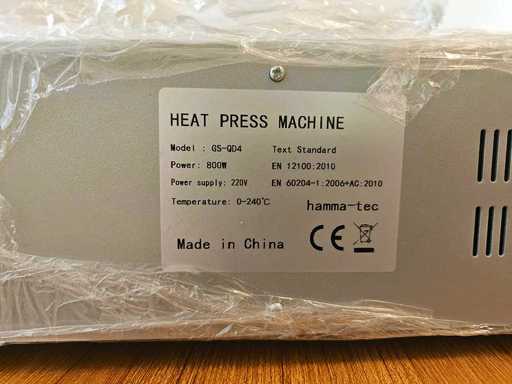 HEAT PRESS MACHINE
Model : GS-QD4 Text Standard
Power: 800W EN 12100:2010
Power supply: 220V EN 60204-1:2006+AC:2010
Temperature: 0-240℃ hamma-tec
Made in China CE